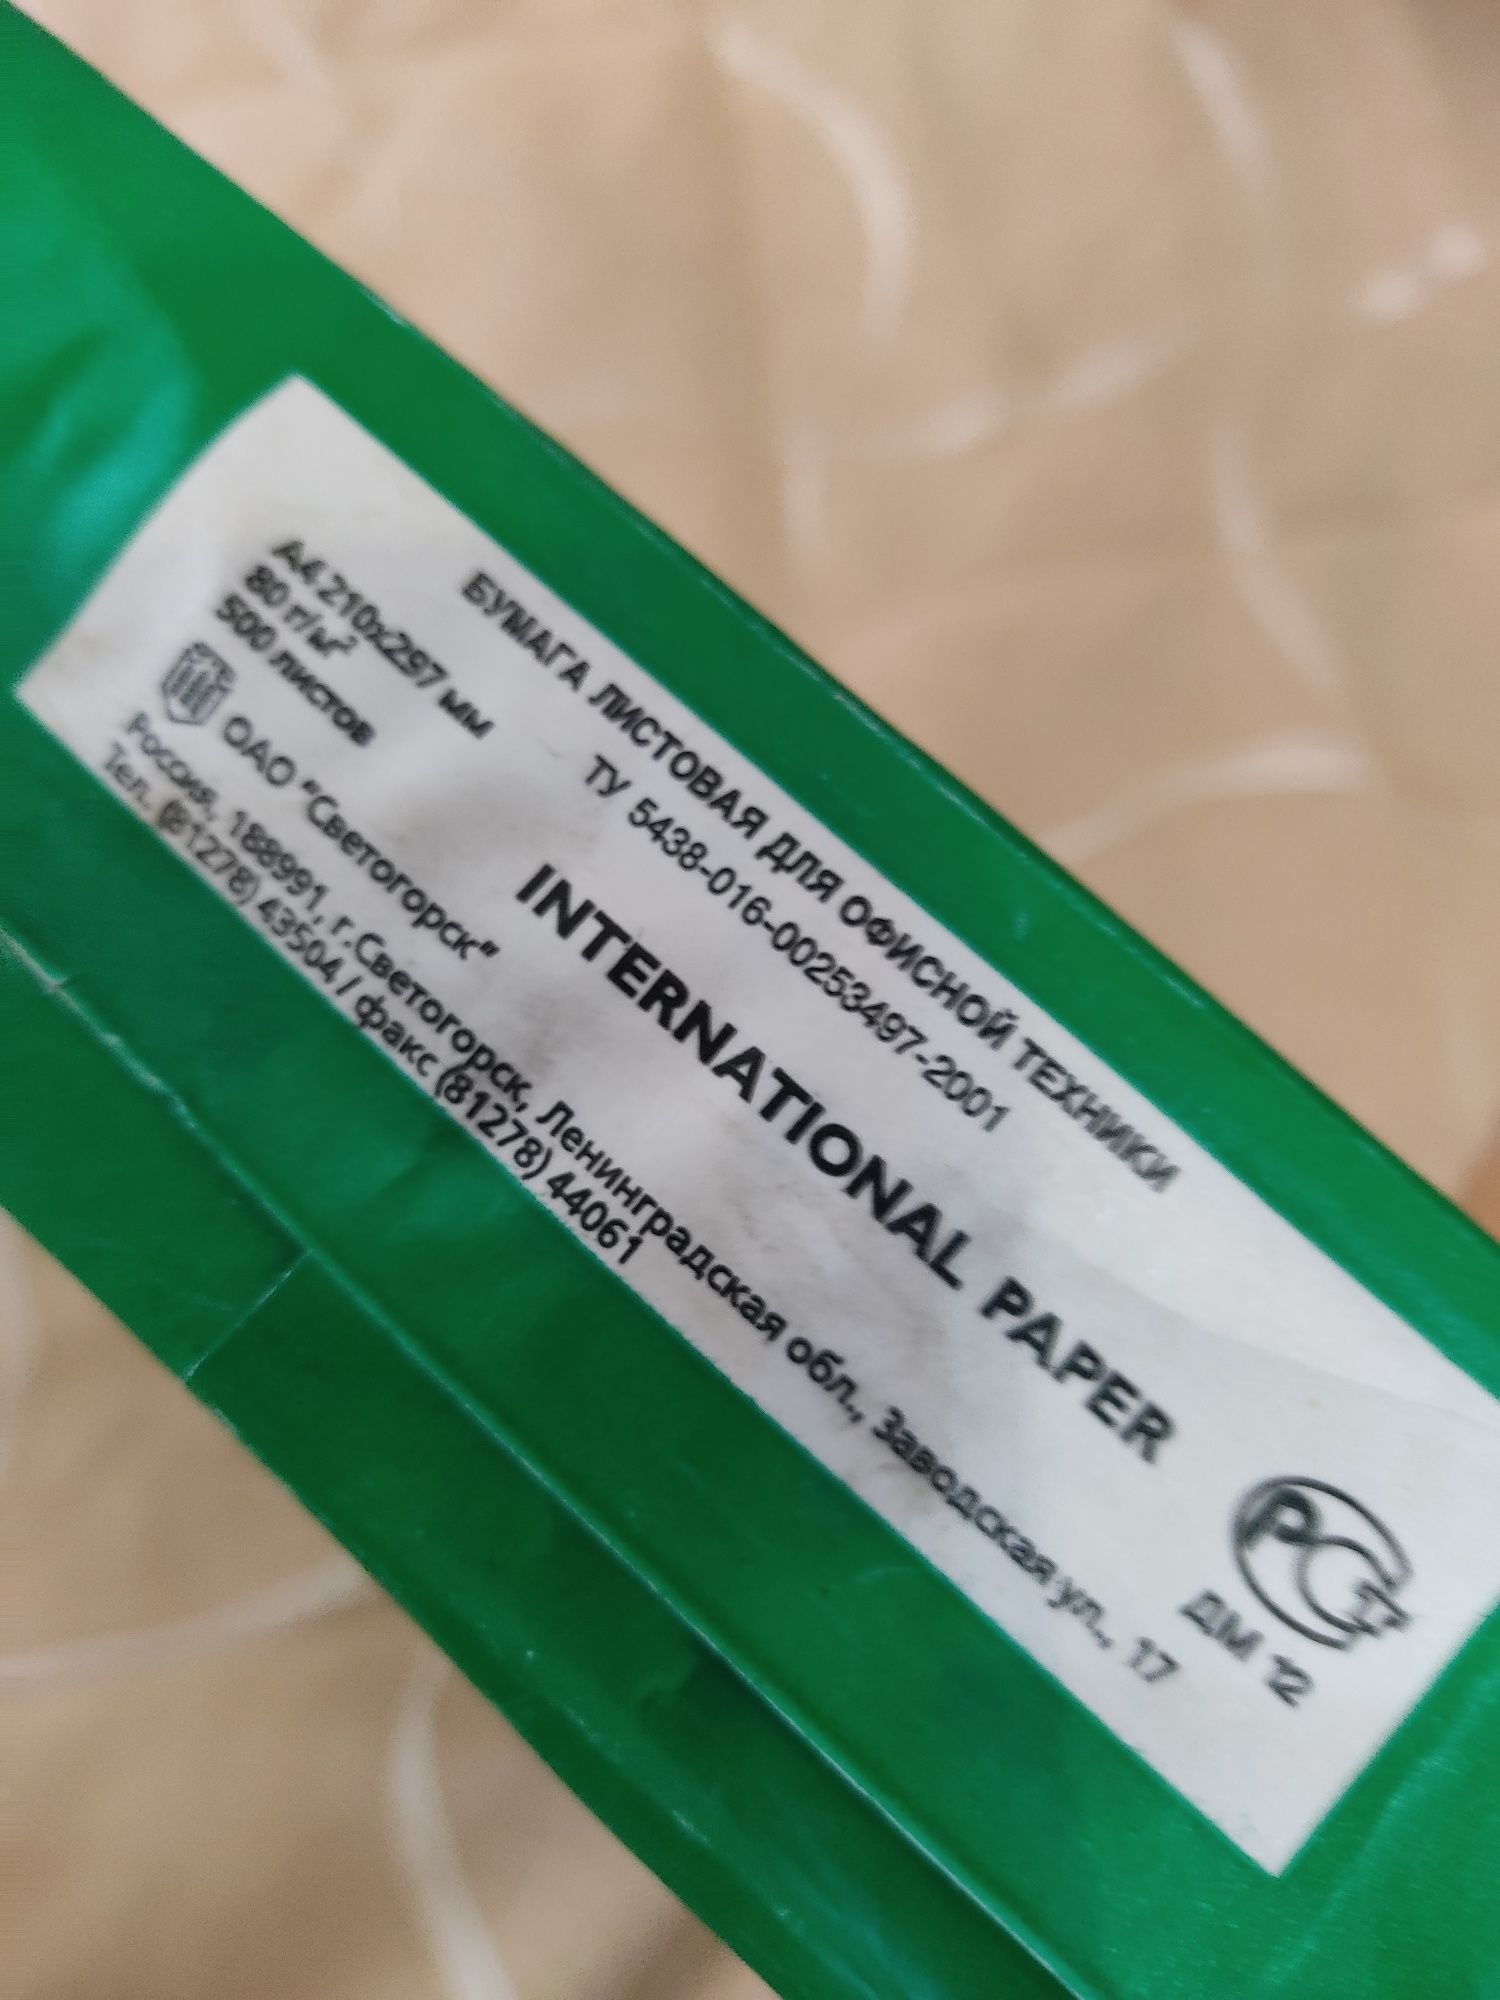 БУМАГА ЛИСТОВАЯ ДЛЯ ОФИСНОЙ ТЕХНИКИ
ТУ 5438-016-00253497-2001
А4 210x297 мм
80 г/м²
500 листов
INTERNATIONAL PAPER
ОАО "Светогорск"
Россия, 188991, г.Светогорск, Ленинградская обл., Заводская ул., 17
Тел. (81278) 43504 / факс (81278) 44061
РСТ
ДМ 12